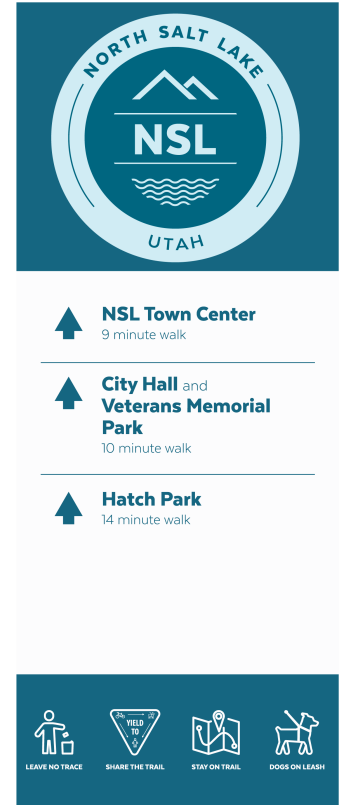 NORTH SALT LAKE
NSL
UTAH
NSL Town Center
9 minute walk
City Hall and
Veterans Memorial
Park
10 minute walk
Hatch Park
14 minute walk
YIELD
TO
LEAVE NO TRACE
SHARE THE TRAIL
STAY ON TRAIL
DOGS ON LEASH